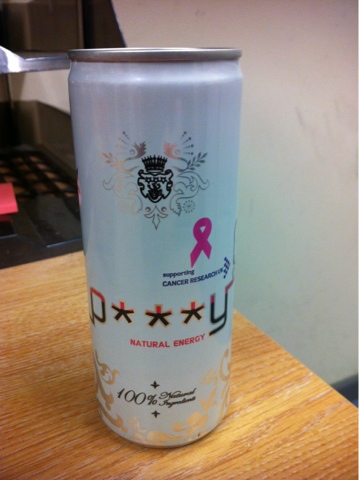 supporting
CANCER RESEARCH UK
p***y
NATURAL ENERGY
100% Natural
Ingredients